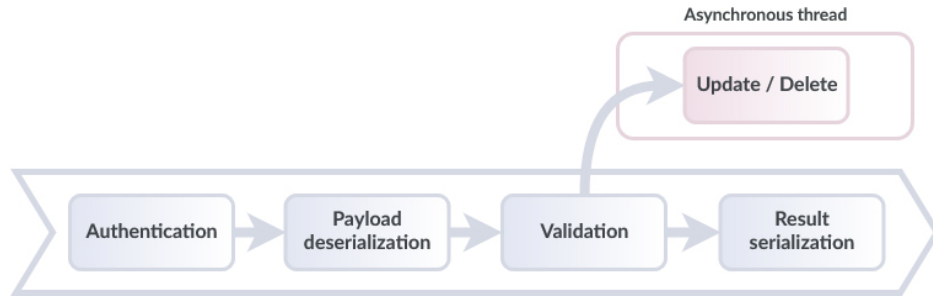 Asynchronous thread
Update / Delete
Authentication
Payload
deserialization
Validation
Result
serialization